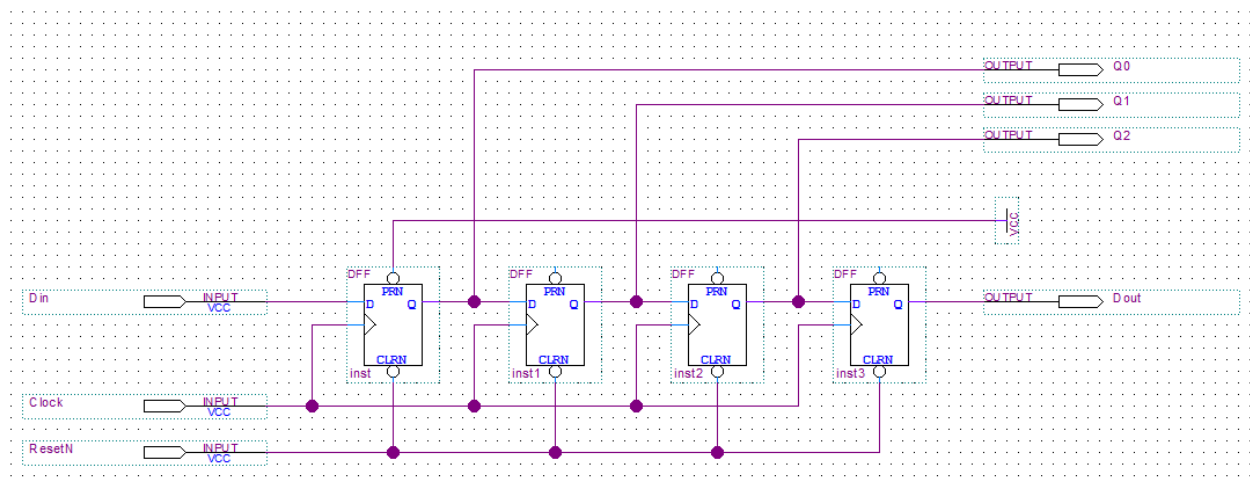 OUTPUT Q0
OUTPUT Q1
OUTPUT Q2
VCC
DFF DFF DFF DFF
PRN PRN PRN PRN
Din INPUT D Q D Q D Q D Q OUTPUT Dout
VCC
CLRN CLRN CLRN CLRN
inst inst1 inst2 inst3
Clock INPUT
VCC
ResetN INPUT
VCC